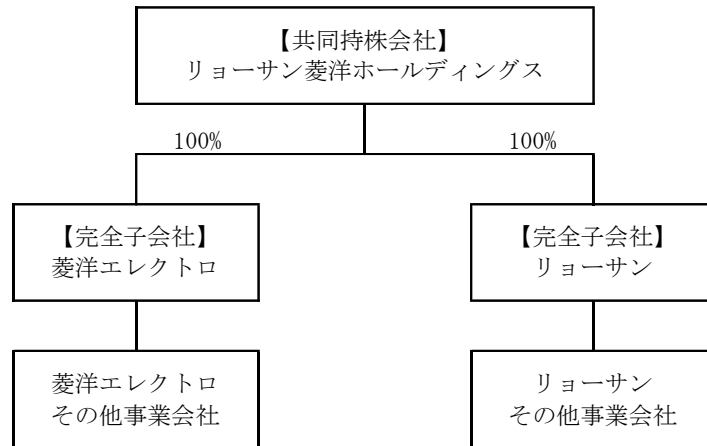 【共同持株会社】
リョーサン菱洋ホールディングス
100%
100%
【完全子会社】
菱洋エレクトロ
【完全子会社】
リョーサン
菱洋エレクトロ
その他事業会社
リョーサン
その他事業会社